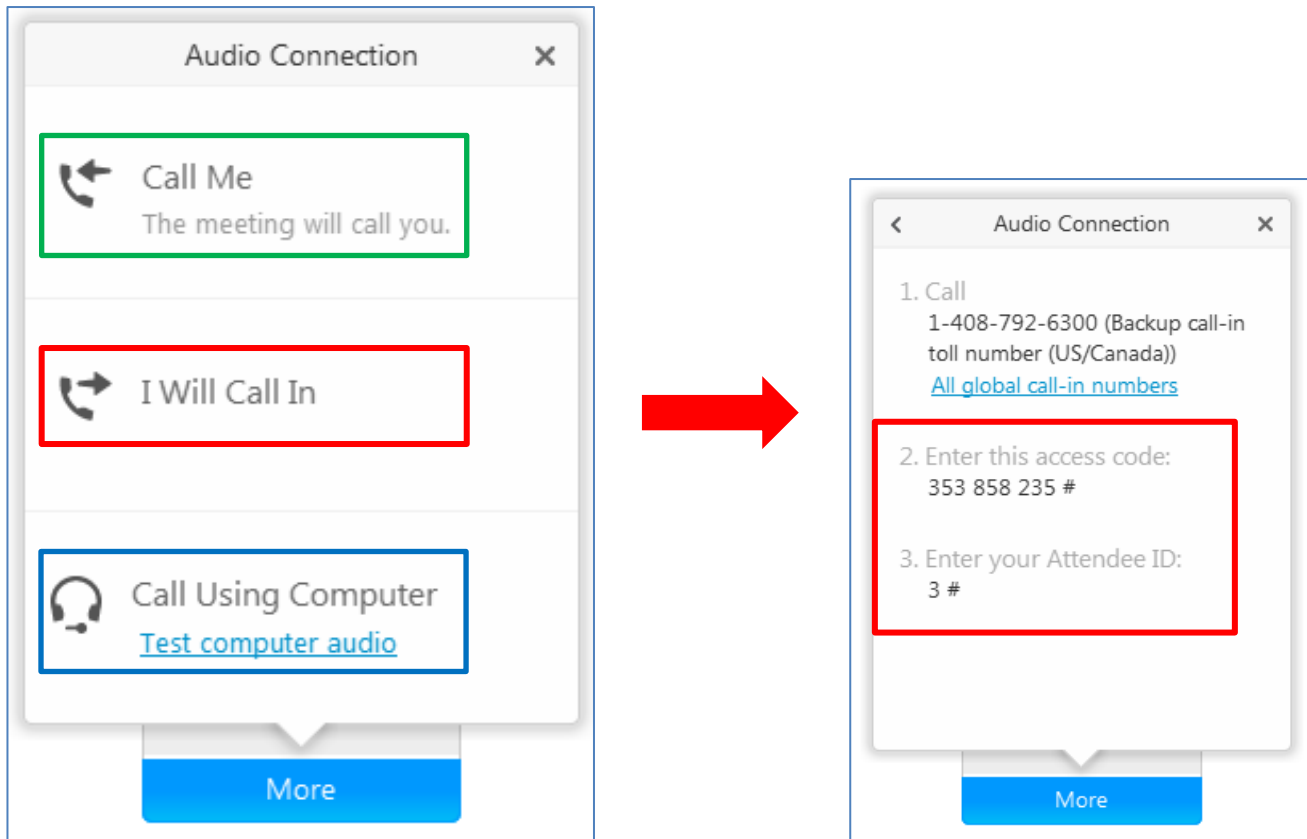 Audio Connection
Call Me
The meeting will call you.
I Will Call In
Call Using Computer
Test computer audio
More
Audio Connection
1. Call
1-408-792-6300 (Backup call-in
toll number (US/Canada))
All global call-in numbers
2. Enter this access code:
353 858 235 #
3. Enter your Attendee ID:
3 #
More